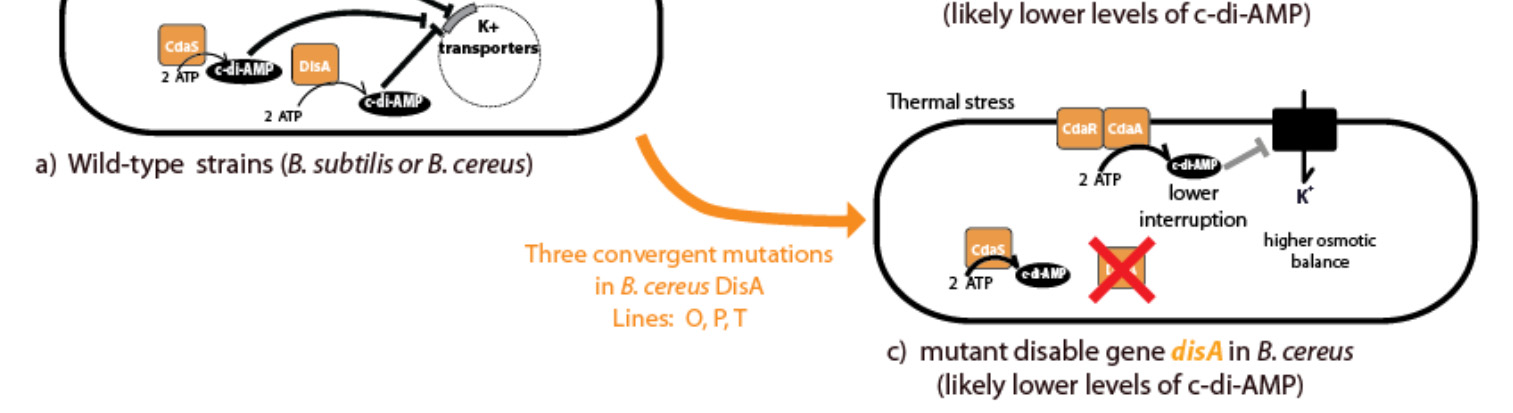 (likely lower levels of c-di-AMP)
K+
transporters
CdaS
2 ATP
c-di-AMP
DisA
2 ATP
c-di-AMP
a) Wild-type strains (B. subtilis or B. cereus)
Three convergent mutations
in B. cereus DisA
Lines: O, P, T
Thermal stress
CdaR CdaA
2 ATP
c-di-AMP
lower
interruption
K+
higher osmotic
balance
CdaS
2 ATP
c-di-AMP
c) mutant disable gene disA in B. cereus
(likely lower levels of c-di-AMP)